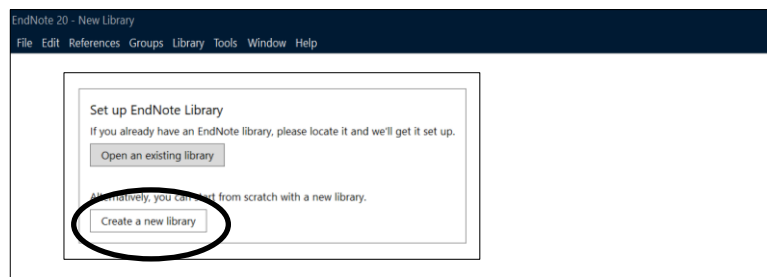 EndNote 20 - New Library
File Edit References Groups Library Tools Window Help
Set up EndNote Library
If you already have an EndNote library, please locate it and we'll get it set up.
Open an existing library
Alternatively, you can start from scratch with a new library.
Create a new library